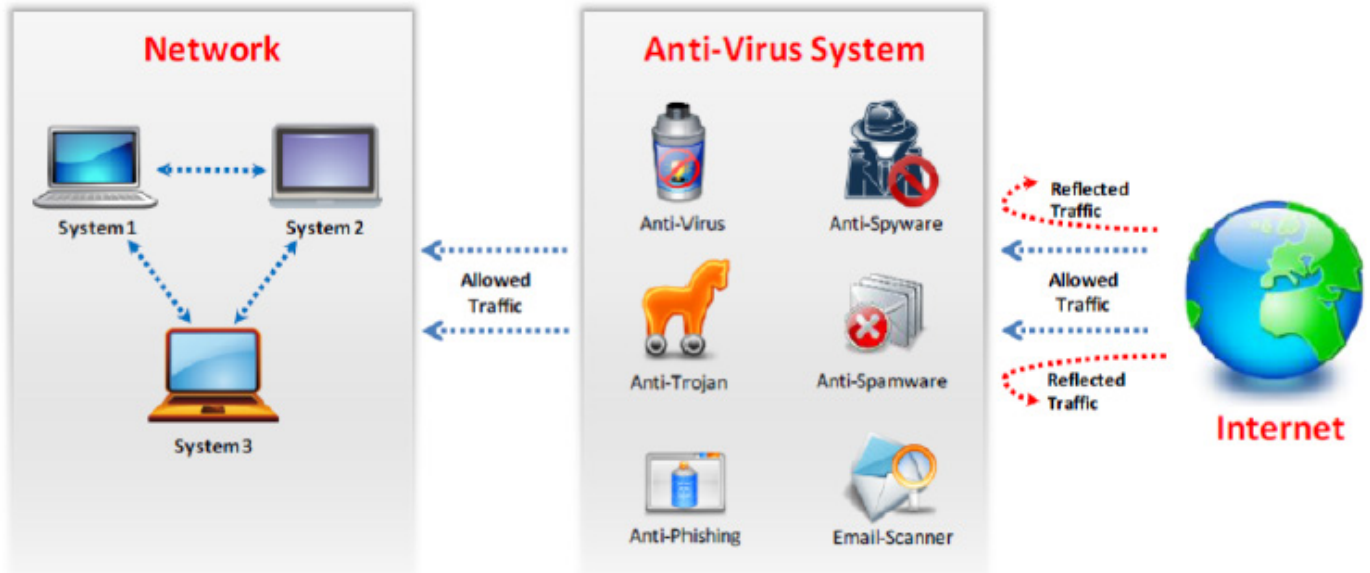 Network
System 1
System 2
System 3
Allowed
Traffic
Anti-Virus System
Anti-Virus
Anti-Spyware
Anti-Trojan
Anti-Spamware
Anti-Phishing
Email-Scanner
Reflected
Traffic
Allowed
Traffic
Reflected
Traffic
Internet